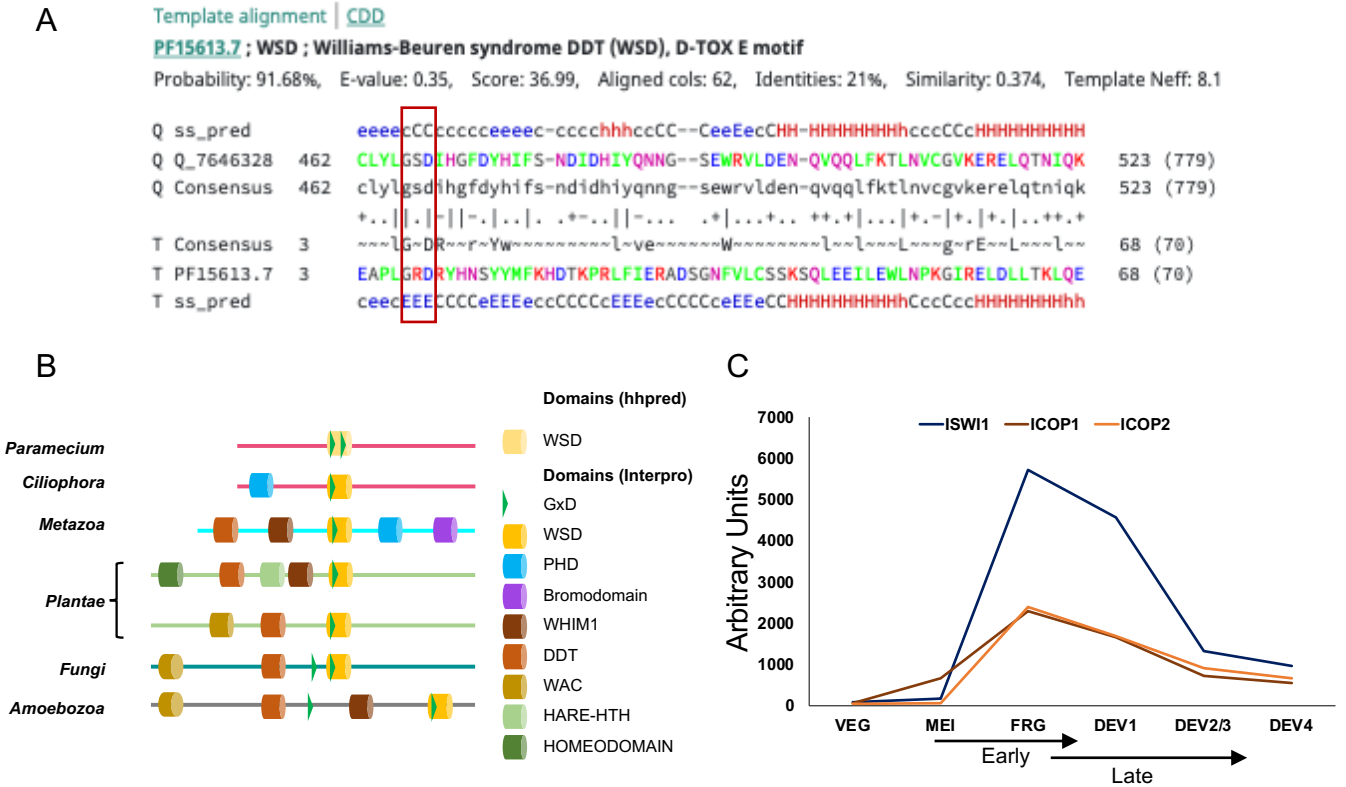 A
Template alignment | CDD
PF15613.7 ; WSD ; Williams-Beuren syndrome DDT (WSD), D-TOX E motif
Probability: 91.68%, E-value: 0.35, Score: 36.99, Aligned cols: 62, Identities: 21%, Similarity: 0.374, Template Neff: 8.1
Q ss_pred eeeecCCcccccceeeec-cccchhhccCC--CeeEecCHH-HHHHHHHHhcccCCcHHHHHHHHHH
Q Q_7646328 462 CLYLGSDIHGFDYHIFS-NDIDHIYQNNG--SEWRVLDEN-QVQQLFKTLNVCGVKERELQTNIQK 523 (779)
Q Consensus 462 clylgsdihgfdyhifs-ndidhiyqnng--sewrvlden-qvqqlfktlnvcgvkerelqtniqk 523 (779)
+..||.|-||-.|..|. .+-..||-... .+|...+.. ++.+.|...|.+-|+.|.|..++.+
T Consensus 3 ~~~lG~DR~~r~Yw~~~~~~~~~~l~ve~~~~~~~W~~~~~~~~l~~l~~~L~~~g~rE~~L~~~l~~ 68 (70)
T PF15613.7 3 EAPLGRDRYHNSYYMFKHDTKPRLFIERADSGNFVLCSSKSQLEEILEWLNPKGIRELDLLTKLQE 68 (70)
T ss_pred ceecEEECCCCeEEEeccCCCCcEEEecCCCCceEEeCCHHHHHHHHHHHhCccCccHHHHHHHHhh
B
Domains (hhpred)
WSD
Domains (Interpro)
GxD
WSD
PHD
Bromodomain
WHIM1
DDT
WAC
HARE-HTH
HOMEODOMAIN
Paramecium
Ciliophora
Metazoa
Plantae
Fungi
Amoebozoa
C
ISWI1 ICOP1 ICOP2
Arbitrary Units
7000
6000
5000
4000
3000
2000
1000
0
VEG MEI FRG DEV1 DEV2/3 DEV4
Early
Late